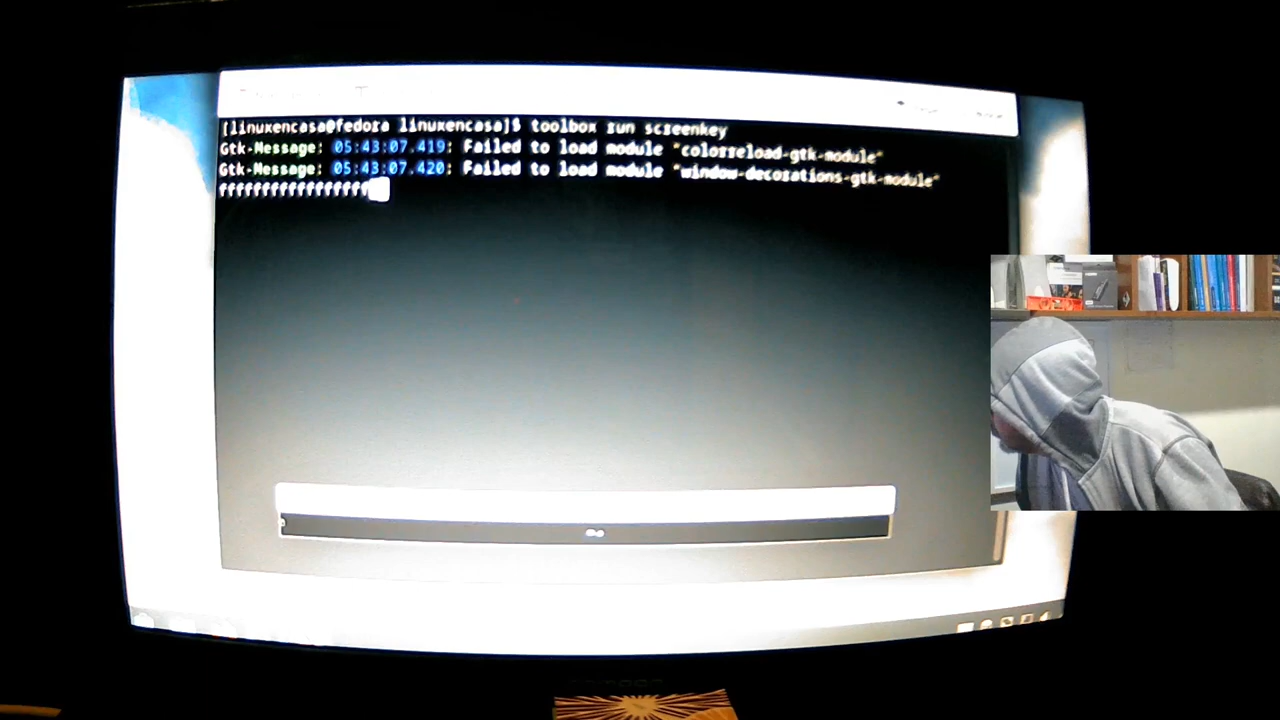 [linuxencasa@fedora linuxencasa]$ toolbox run screenkey
Gtk-Message: 05:43:07.419: Failed to load module "colorreload-gtk-module"
Gtk-Message: 05:43:07.420: Failed to load module "window-decorations-gtk-module"
fffffffffffffffff